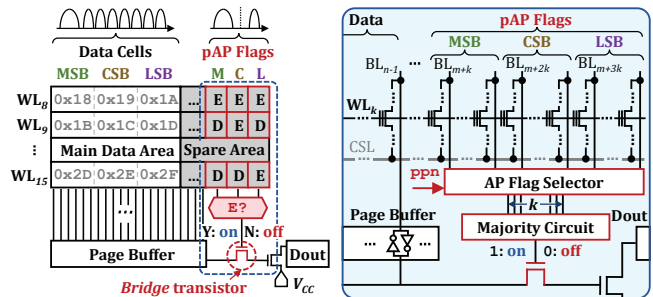 Data Cells
pAP Flags
MSB CSB LSB M C L
WL8 0x18 0x19 0x1A ... E E E
WL9 0x1B 0x1C 0x1D D E D
⋮ Main Data Area Spare Area
WL15 0x2D 0x2E 0x2F ... D D E
E?
...
Y: on N: off
Page Buffer
Dout
Bridge transistor
VCC
Data
pAP Flags
MSB CSB LSB
BLn-1 ... BLm+k BLm+2k BLm+3k
WLk
CSL
ppn
AP Flag Selector
k
Page Buffer
Majority Circuit
Dout
... ...
1: on 0: off